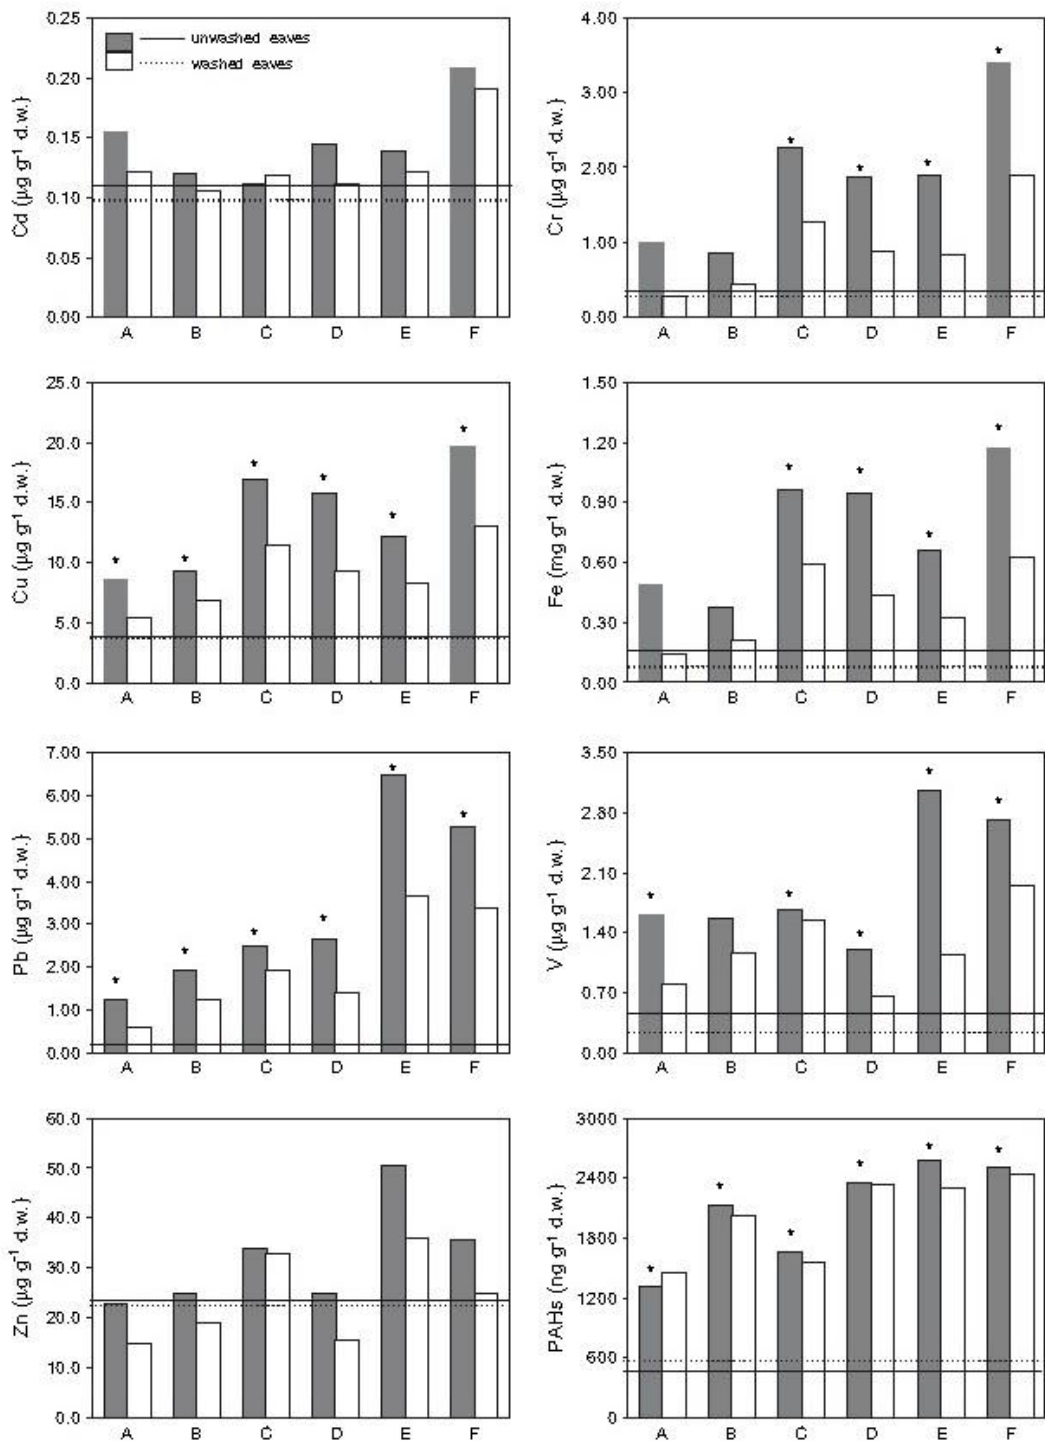 0.25
0.20
0.15
0.10
0.05
0.00
Cd (µg g⁻¹ d.w.)
unwashed eaves
washed eaves
A B C D E F
4.00
3.00
2.00
1.00
0.00
Cr (µg g⁻¹ d.w.)
* * * *
A B C D E F
25.0
20.0
15.0
10.0
5.0
0.0
Cu (µg g⁻¹ d.w.)
* * * * * *
A B C D E F
1.50
1.20
0.90
0.60
0.30
0.00
Fe (mg g⁻¹ d.w.)
* * * *
A B C D E F
7.00
6.00
5.00
4.00
3.00
2.00
1.00
0.00
Pb (µg g⁻¹ d.w.)
* * * * * *
A B C D E F
3.50
2.80
2.10
1.40
0.70
0.00
V (µg g⁻¹ d.w.)
* * * * *
A B C D E F
60.0
50.0
40.0
30.0
20.0
10.0
0.0
Zn (µg g⁻¹ d.w.)
A B C D E F
3000
2400
1800
1200
600
0
PAHs (ng g⁻¹ d.w.)
* * * * * *
A B C D E F